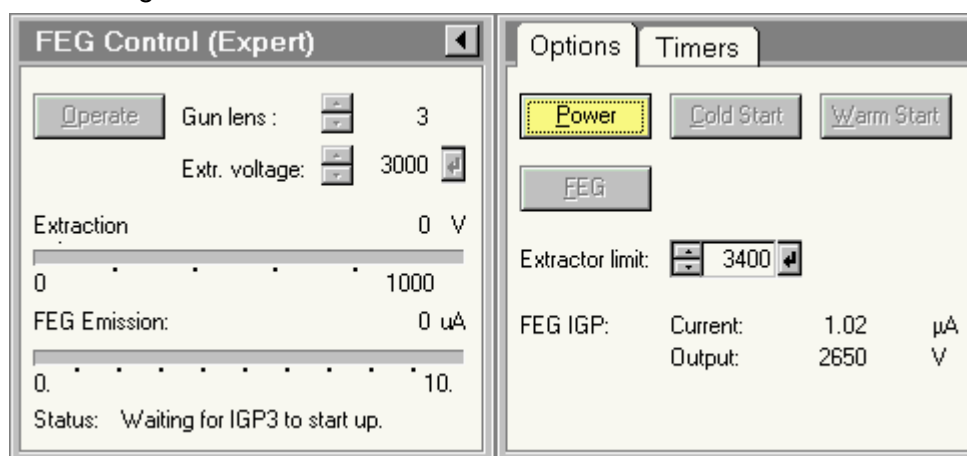 FEG Control (Expert)
Operate Gun lens : 3
Extr. voltage: 3000
Extraction 0 V
0 1000
FEG Emission: 0 uA
0. 10.
Status: Waiting for IGP3 to start up.
Options Timers
Power Cold Start Warm Start
FEG
Extractor limit: 3400
FEG IGP: Current: 1.02 µA
Output: 2650 V